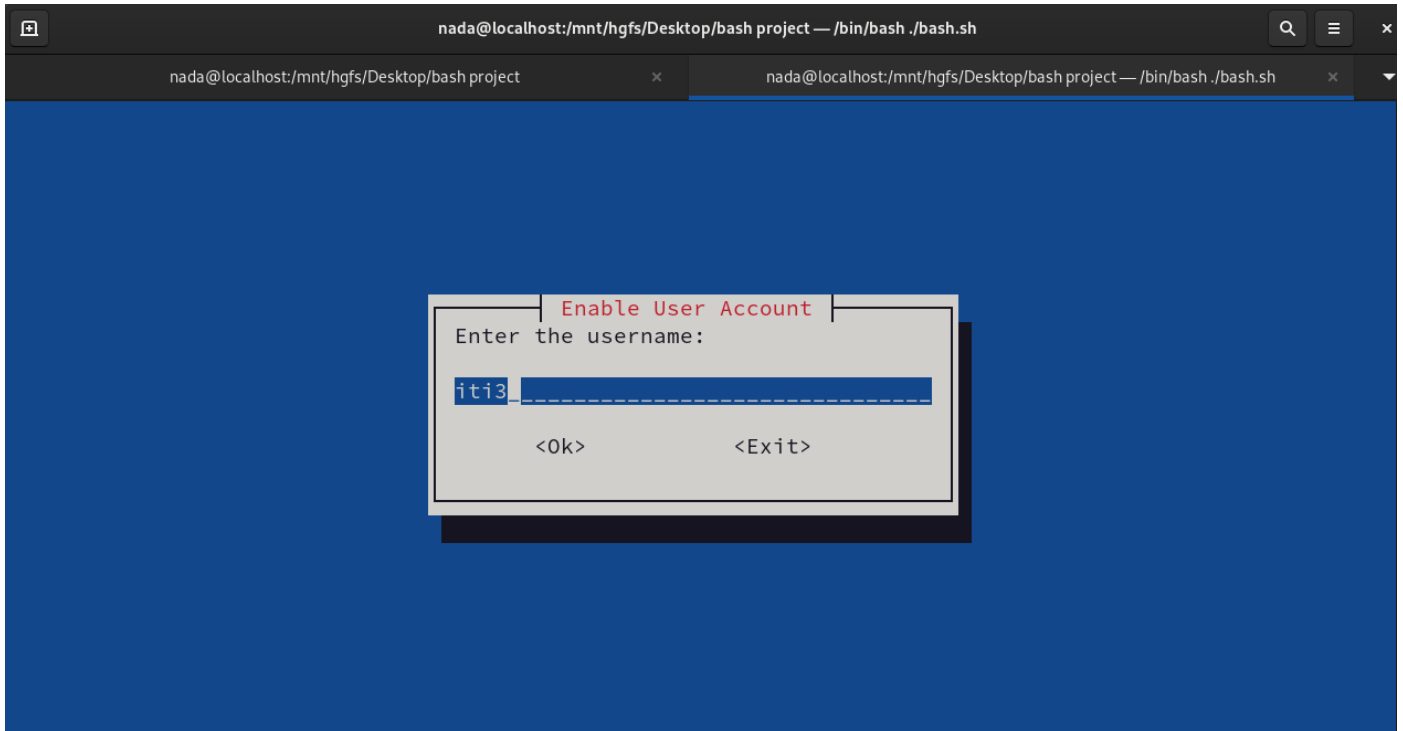 nada@localhost:/mnt/hgfs/Desktop/bash project — /bin/bash ./bash.sh
nada@localhost:/mnt/hgfs/Desktop/bash project
nada@localhost:/mnt/hgfs/Desktop/bash project — /bin/bash ./bash.sh
Enable User Account
Enter the username:
iti3_______________________________
<Ok> <Exit>